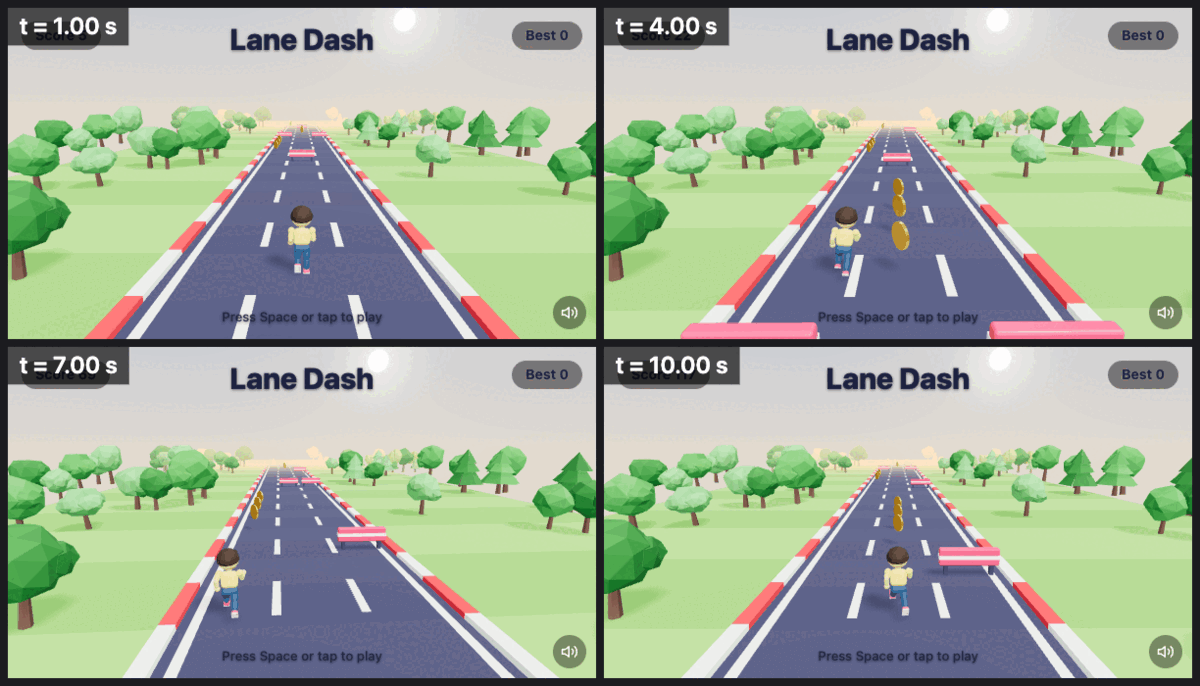 t = 1.00 s
Lane Dash
Best 0
Press Space or tap to play
t = 4.00 s
Lane Dash
Best 0
Press Space or tap to play
t = 7.00 s
Lane Dash
Best 0
Press Space or tap to play
t = 10.00 s
Lane Dash
Best 0
Press Space or tap to play